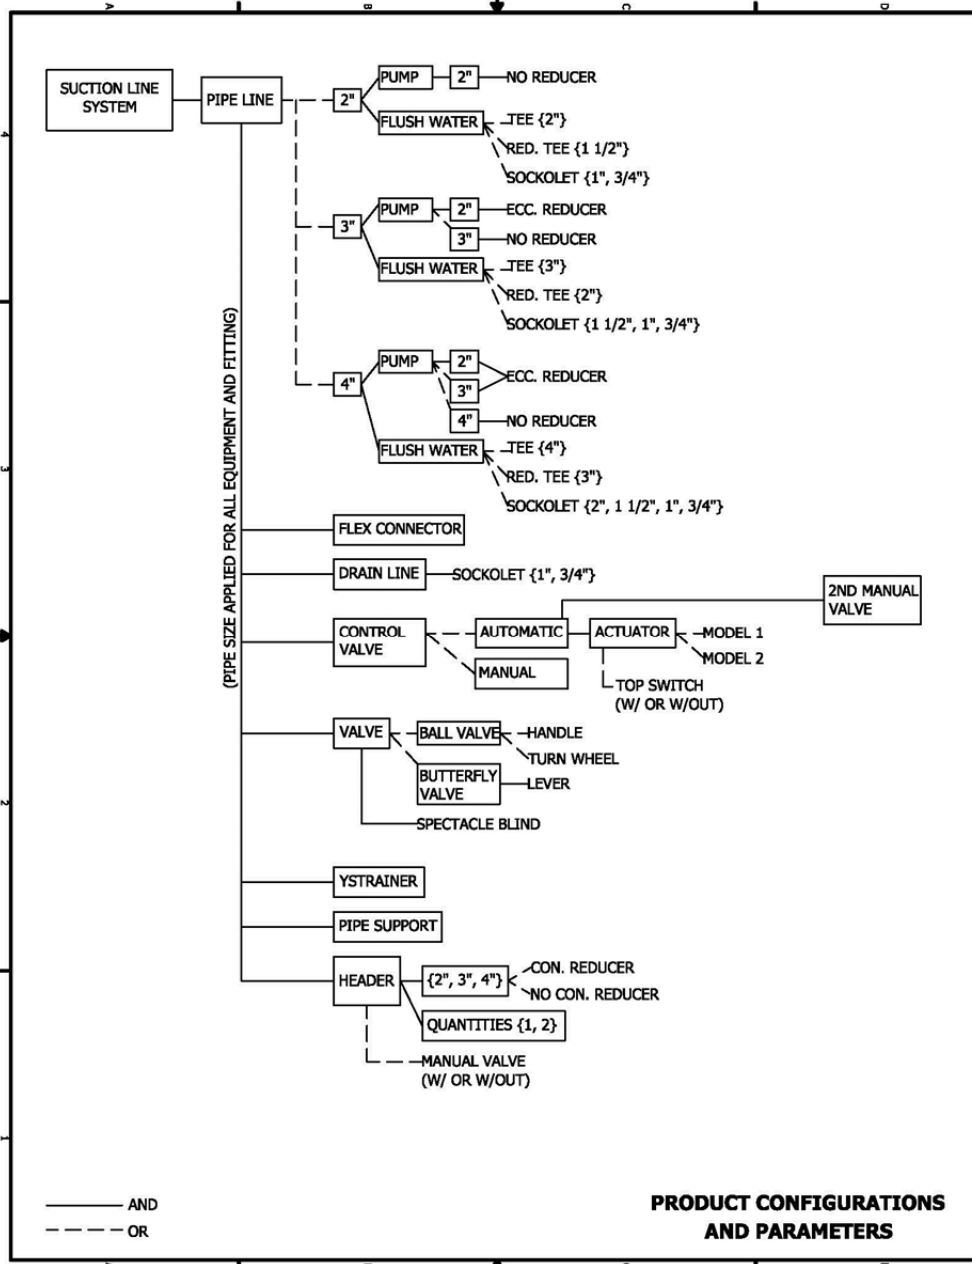 A
B
C
D
SUCTION LINE
SYSTEM
PIPE LINE
2"
PUMP
2"
NO REDUCER
FLUSH WATER
TEE {2"}
RED. TEE {1 1/2"}
SOCKOLET {1", 3/4"}
4
3"
PUMP
2"
ECC. REDUCER
3"
NO REDUCER
FLUSH WATER
TEE {3"}
RED. TEE {2"}
SOCKOLET {1 1/2", 1", 3/4"}
(PIPE SIZE APPLIED FOR ALL EQUIPMENT AND FITTING)
4"
PUMP
2"
3"
ECC. REDUCER
4"
NO REDUCER
FLUSH WATER
TEE {4"}
RED. TEE {3"}
SOCKOLET {2", 1 1/2", 1", 3/4"}
3
FLEX CONNECTOR
DRAIN LINE
SOCKOLET {1", 3/4"}
2ND MANUAL
VALVE
CONTROL
VALVE
AUTOMATIC
ACTUATOR
MODEL 1
MODEL 2
MANUAL
TOP SWITCH
(W/ OR W/OUT)
VALVE
BALL VALVE
HANDLE
TURN WHEEL
BUTTERFLY
VALVE
LEVER
SPECTACLE BLIND
2
YSTRAINER
PIPE SUPPORT
HEADER
{2", 3", 4"}
CON. REDUCER
NO CON. REDUCER
QUANTITIES {1, 2}
MANUAL VALVE
(W/ OR W/OUT)
1
AND
OR
PRODUCT CONFIGURATIONS
AND PARAMETERS